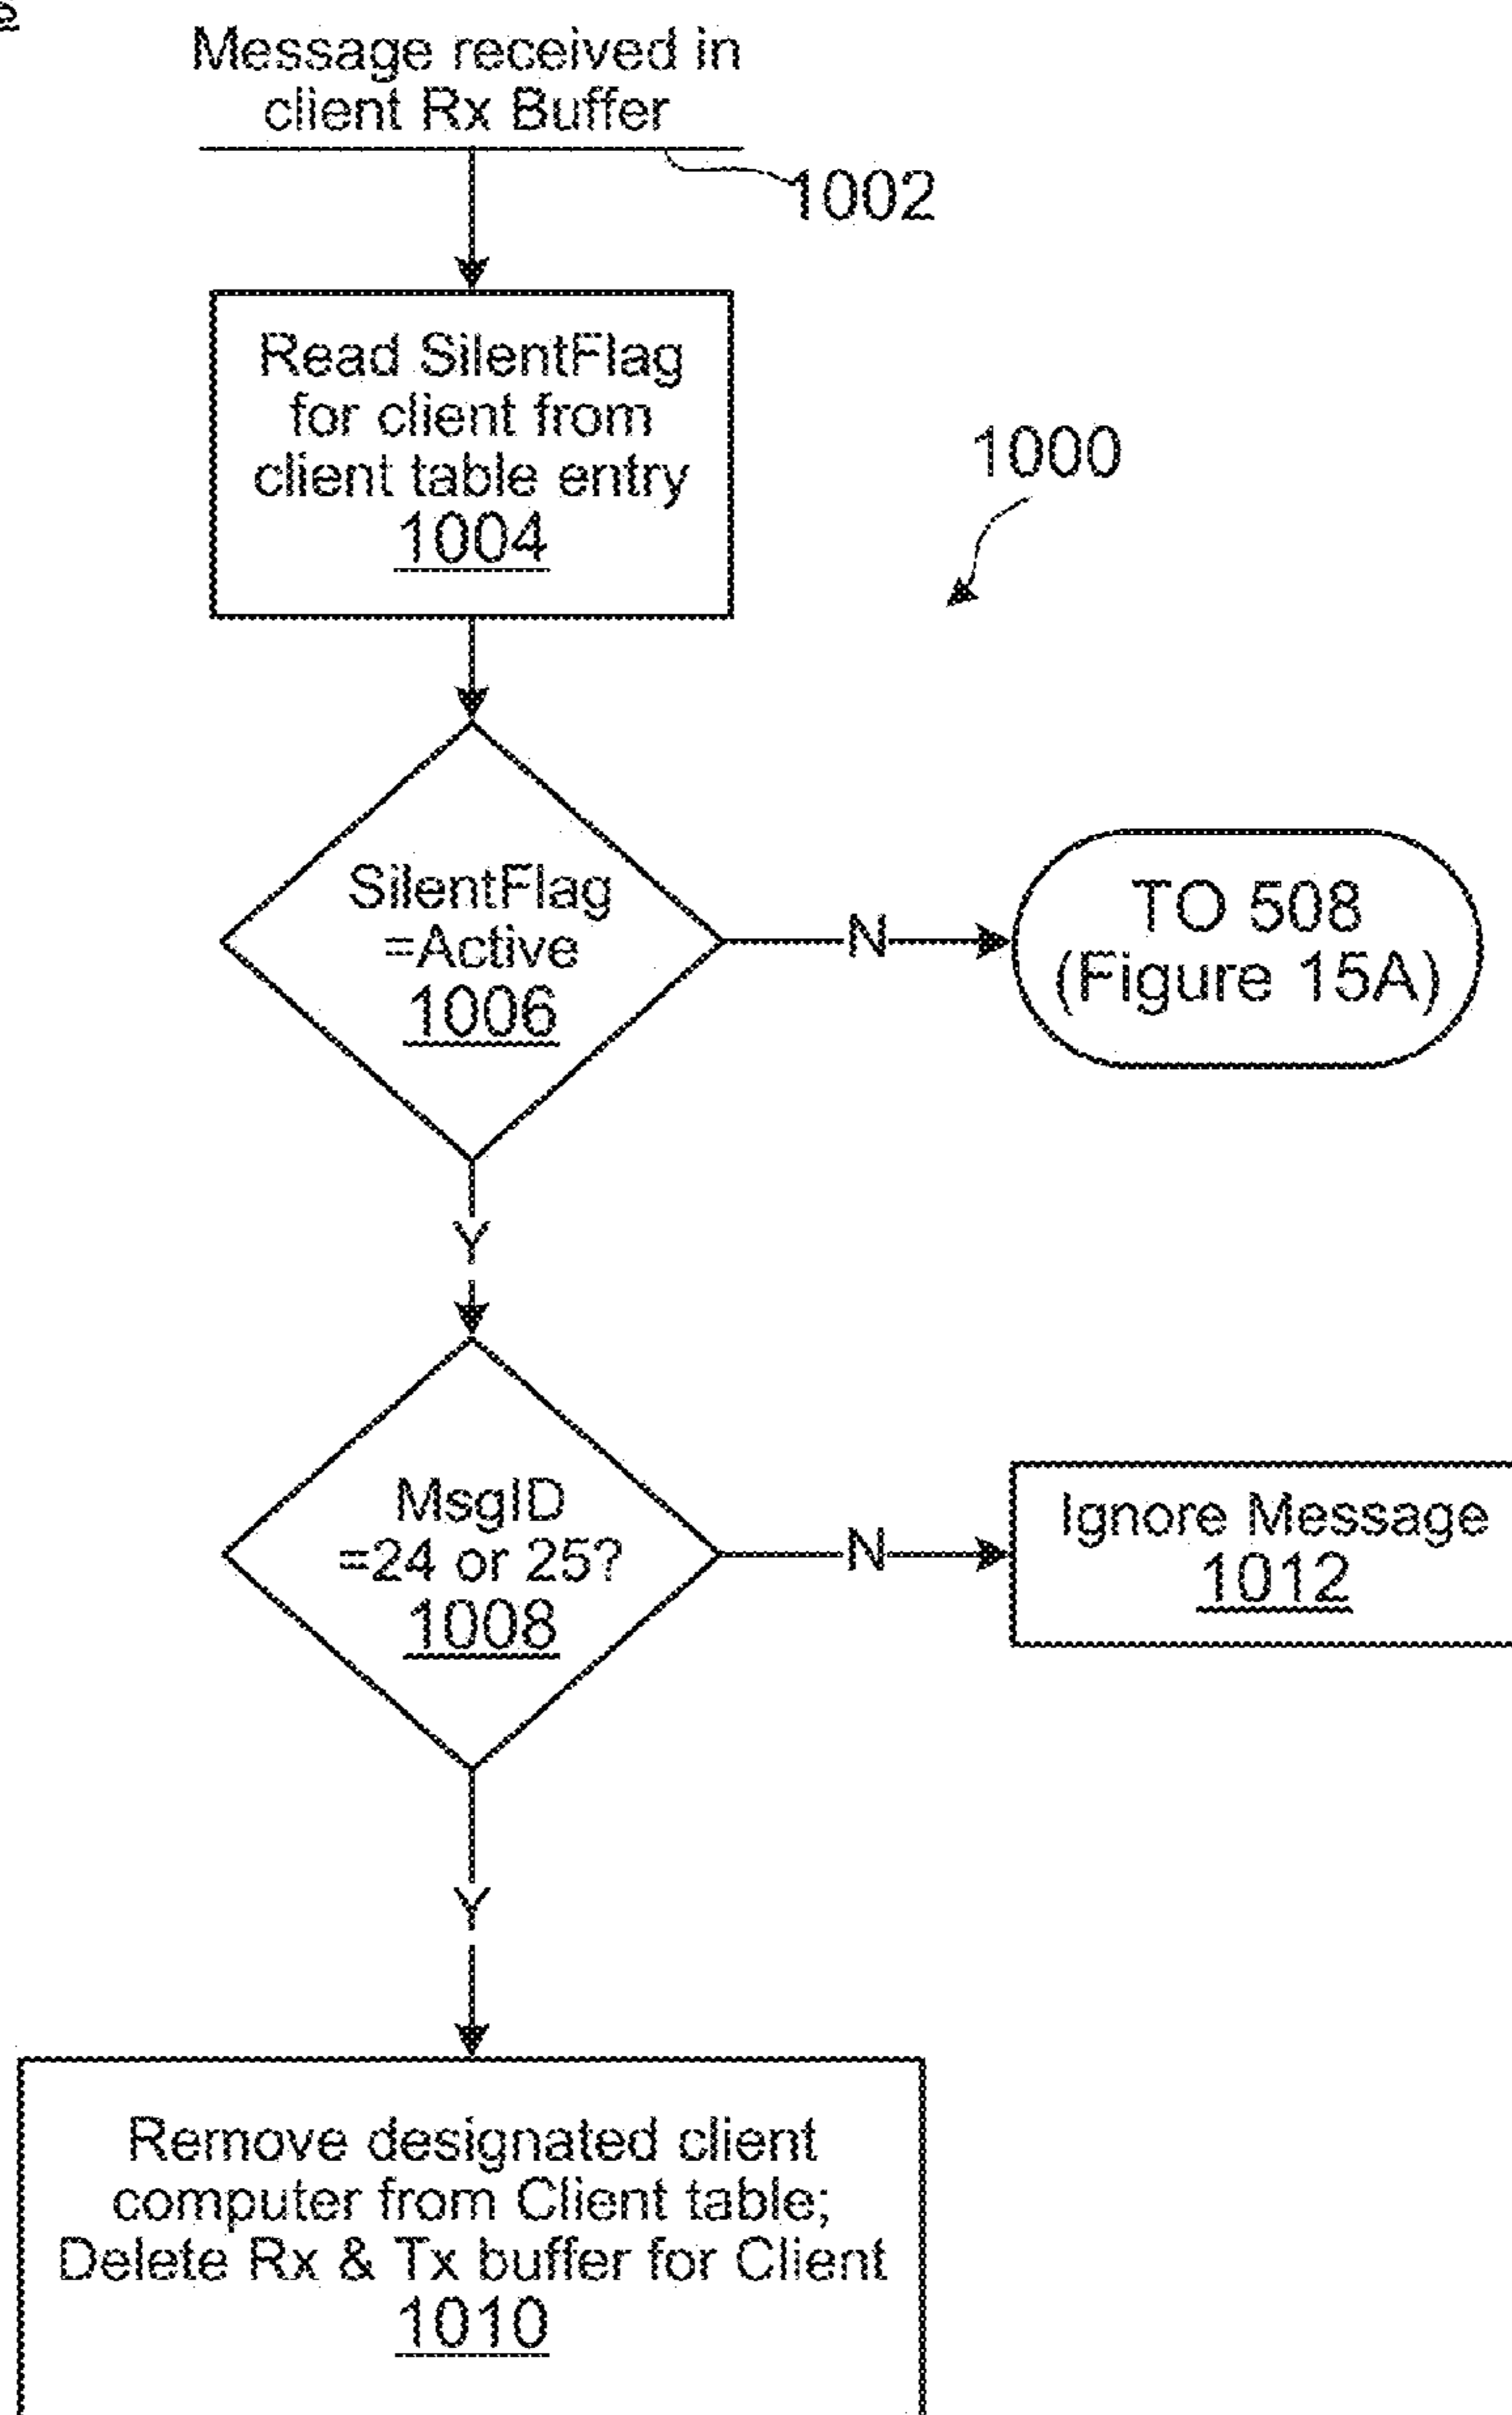 Message received in
client Rx Buffer
1002
Read SilentFlag
for client from
client table entry
1004
1000
SilentFlag
=Active
1006
N
TO 508
(Figure 15A)
Y
MsgID
=24 or 25?
1008
N
Ignore Message
1012
Y
Remove designated client
computer from Client table;
Delete Rx & Tx buffer for Client
1010